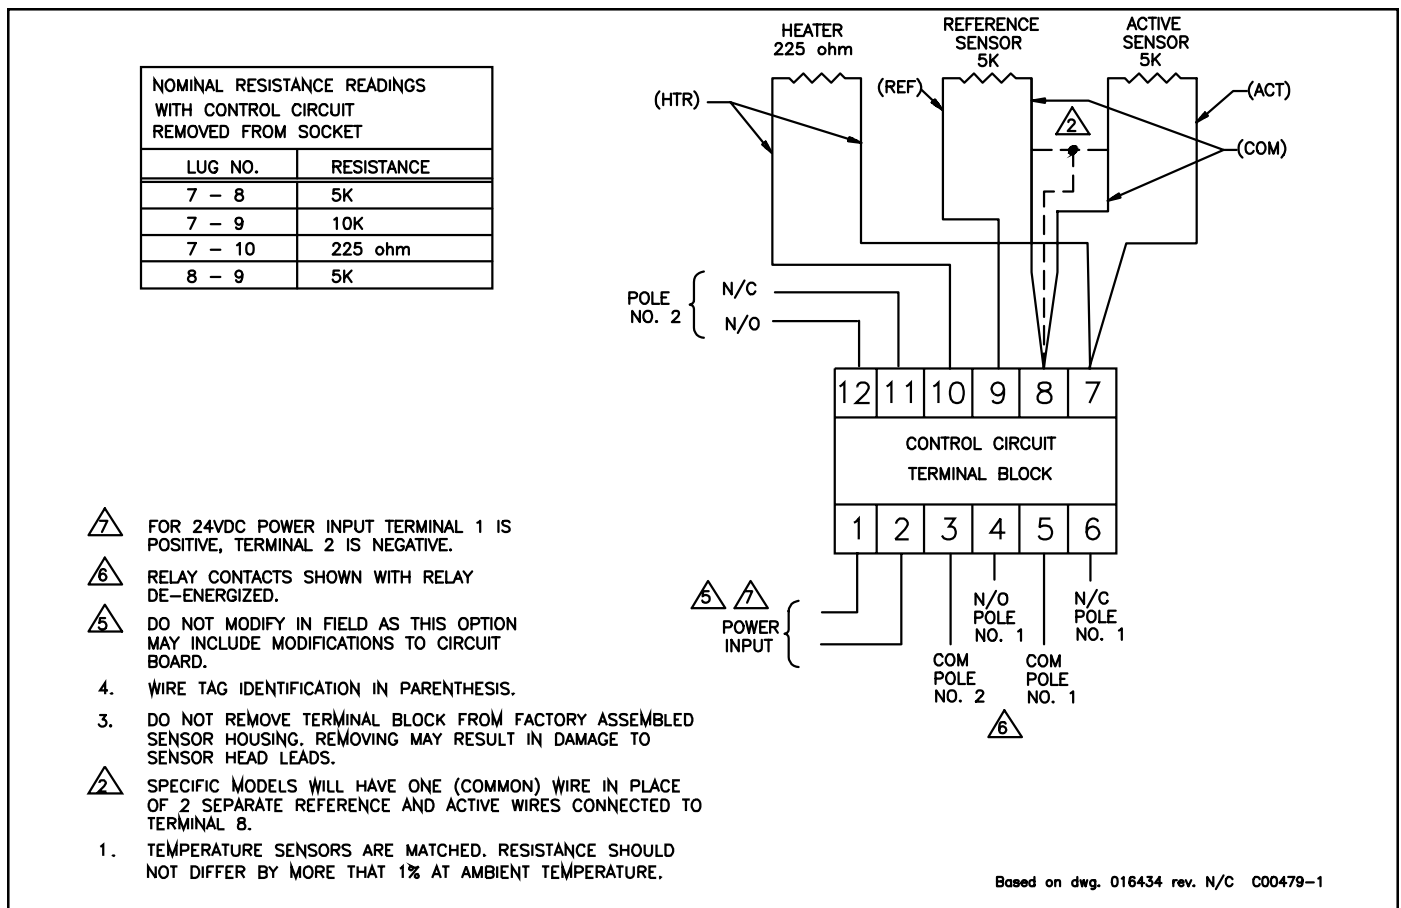 NOMINAL RESISTANCE READINGS
WITH CONTROL CIRCUIT
REMOVED FROM SOCKET
LUG NO. RESISTANCE
7 - 8 5K
7 - 9 10K
7 - 10 225 ohm
8 - 9 5K
HEATER
225 ohm
REFERENCE
SENSOR
5K
ACTIVE
SENSOR
5K
(HTR)
(REF)
2
(ACT)
(COM)
POLE
NO. 2
N/C
N/O
12 11 10 9 8 7
CONTROL CIRCUIT
TERMINAL BLOCK
1 2 3 4 5 6
5 7
POWER
INPUT
N/O
POLE
NO. 1
N/C
POLE
NO. 1
COM
POLE
NO. 2
COM
POLE
NO. 1
6
7 FOR 24VDC POWER INPUT TERMINAL 1 IS
POSITIVE, TERMINAL 2 IS NEGATIVE.
6 RELAY CONTACTS SHOWN WITH RELAY
DE-ENERGIZED.
5 DO NOT MODIFY IN FIELD AS THIS OPTION
MAY INCLUDE MODIFICATIONS TO CIRCUIT
BOARD.
4. WIRE TAG IDENTIFICATION IN PARENTHESIS.
3. DO NOT REMOVE TERMINAL BLOCK FROM FACTORY ASSEMBLED
SENSOR HOUSING. REMOVING MAY RESULT IN DAMAGE TO
SENSOR HEAD LEADS.
2 SPECIFIC MODELS WILL HAVE ONE (COMMON) WIRE IN PLACE
OF 2 SEPARATE REFERENCE AND ACTIVE WIRES CONNECTED TO
TERMINAL 8.
1. TEMPERATURE SENSORS ARE MATCHED. RESISTANCE SHOULD
NOT DIFFER BY MORE THAT 1% AT AMBIENT TEMPERATURE.
Based on dwg. 016434 rev. N/C C00479-1